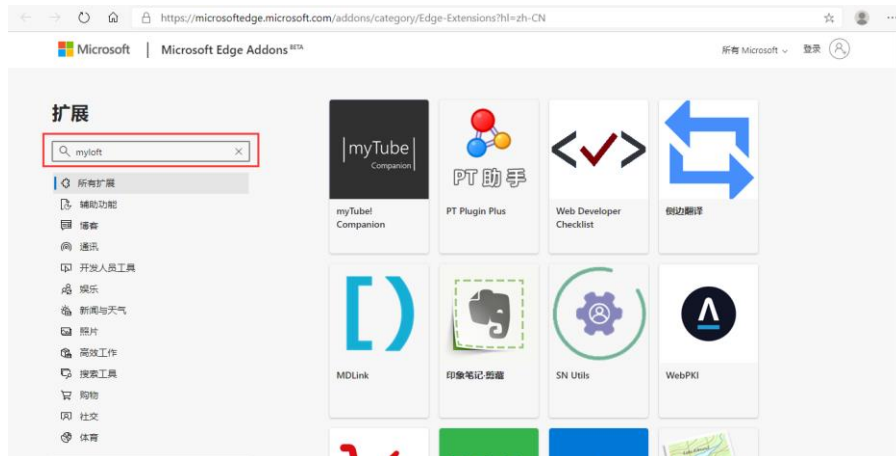 https://microsoftedge.microsoft.com/addons/category/Edge-Extensions?hl=zh-CN
Microsoft | Microsoft Edge Addons BETA
所有 Microsoft
登录
扩展
myloft
所有扩展
辅助功能
博客
通讯
开发人员工具
娱乐
新闻与天气
照片
高效工作
搜索工具
购物
社交
体育
|myTube|
Companion
PT 助手
myTube!
Companion
PT Plugin Plus
Web Developer
Checklist
侧边翻译
MDLink
印象笔记·剪藏
SN Utils
WebPKI